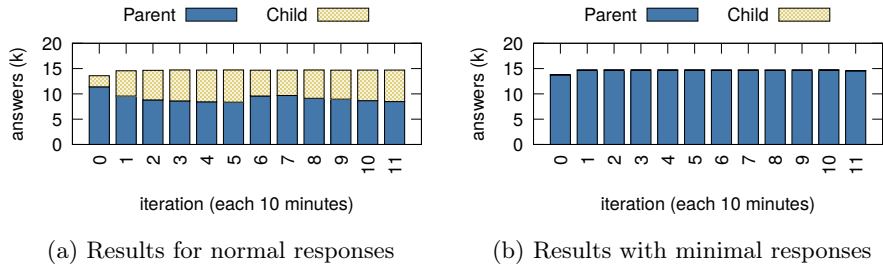 Parent Child
20
15
10
5
0
answers (k)
0 1 2 3 4 5 6 7 8 9 10 11
iteration (each 10 minutes)
(a) Results for normal responses
Parent Child
20
15
10
5
0
answers (k)
0 1 2 3 4 5 6 7 8 9 10 11
iteration (each 10 minutes)
(b) Results with minimal responses